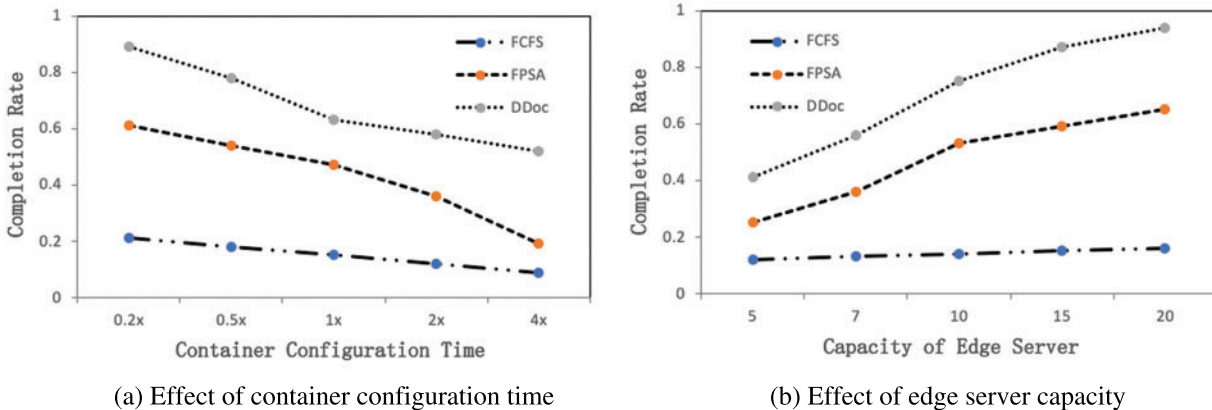 Completion Rate
1
0.8
0.6
0.4
0.2
0
FCFS
FPSA
DDoc
0.2x 0.5x 1x 2x 4x
Container Configuration Time
(a) Effect of container configuration time
Completion Rate
1
0.8
0.6
0.4
0.2
0
FCFS
FPSA
DDoc
5 7 10 15 20
Capacity of Edge Server
(b) Effect of edge server capacity